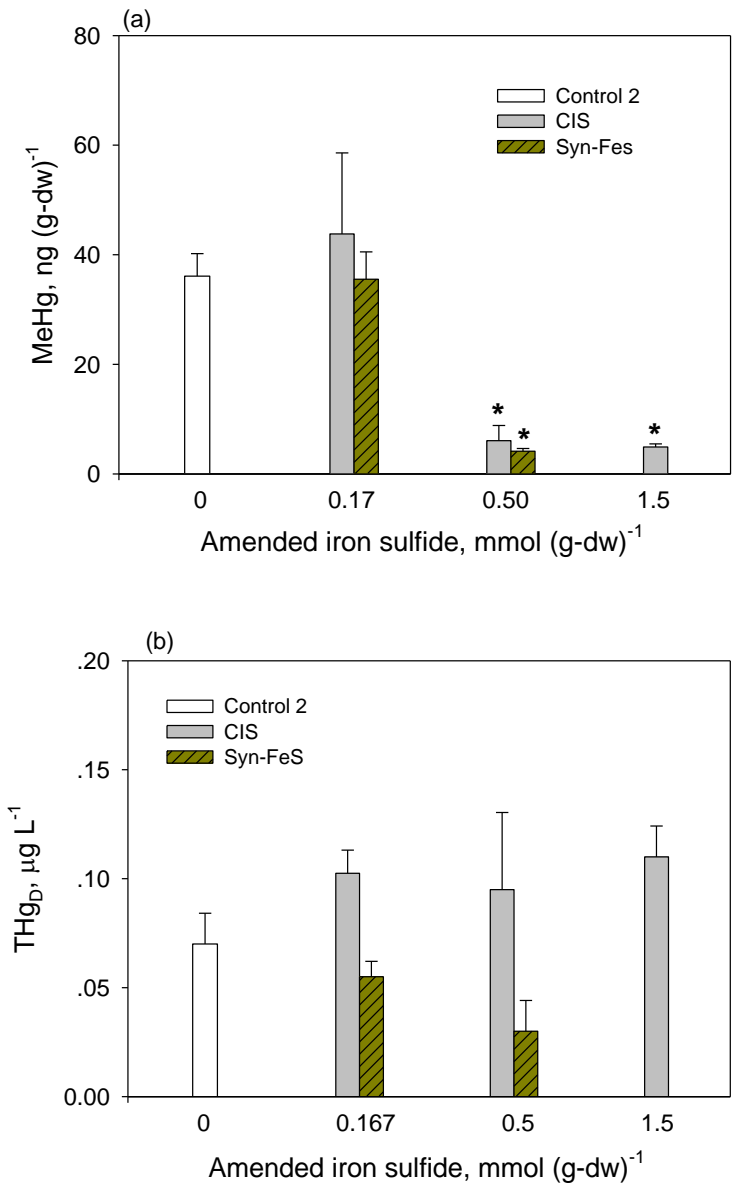 (a)
80
60
40
20
0
MeHg, ng (g-dw)⁻¹
Control 2
CIS
Syn-Fes
*
*
*
0 0.17 0.50 1.5
Amended iron sulfide, mmol (g-dw)⁻¹
(b)
.20
.15
.10
.05
0.00
THg_D, μg L⁻¹
Control 2
CIS
Syn-FeS
0 0.167 0.5 1.5
Amended iron sulfide, mmol (g-dw)⁻¹